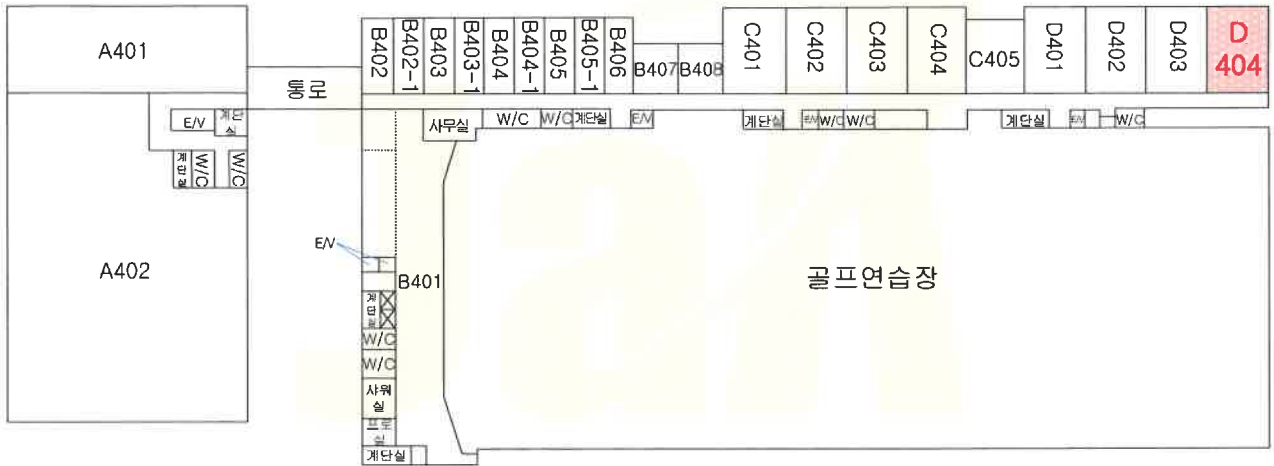 A401
통로
B402
B402-1
B403
B403-1
B404
B404-1
B405
B405-1
B406
B407
B408
C401
C402
C403
C404
C405
D401
D402
D403
D
404
E/V
계단
실
계단실
W/C
W/C
사무실
W/C
W/C
계단실
E/V
계단실
E/V
W/C
W/C
계단실
E/V
W/C
A402
E/V
B401
골프연습장
계
단
실
W/C
W/C
샤워
실
프로
실
계단실